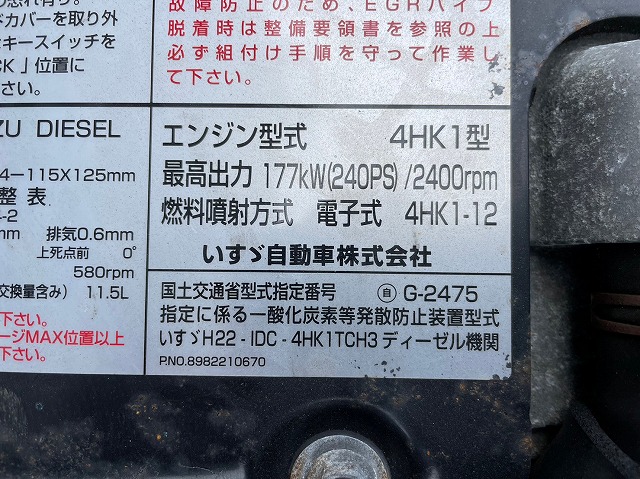 ドカバーを取り外
キースイッチを
CK」位置に
い。
故障防止のため、EGRパイプ
脱着時は整備要領書を参照の上
必ず組付け手順を守って作業し
て下さい。
ZU DIESEL
4－115X125mm
整 表
-2
mm 排気0.6mm
上死点前 0°
580rpm
交換量含み) 11.5L
下さい。
ージMAX位置以上
下さい。
エンジン型式 4HK1型
最高出力 177kW(240PS)/2400rpm
燃料噴射方式 電子式 4HK1-12
いすゞ自動車株式会社
国土交通省型式指定番号 ㊀自 G-2475
指定に係る一酸化炭素等発散防止装置型式
いすゞH22 - IDC - 4HK1TCH3 ディーゼル機関
P.NO.8982210670